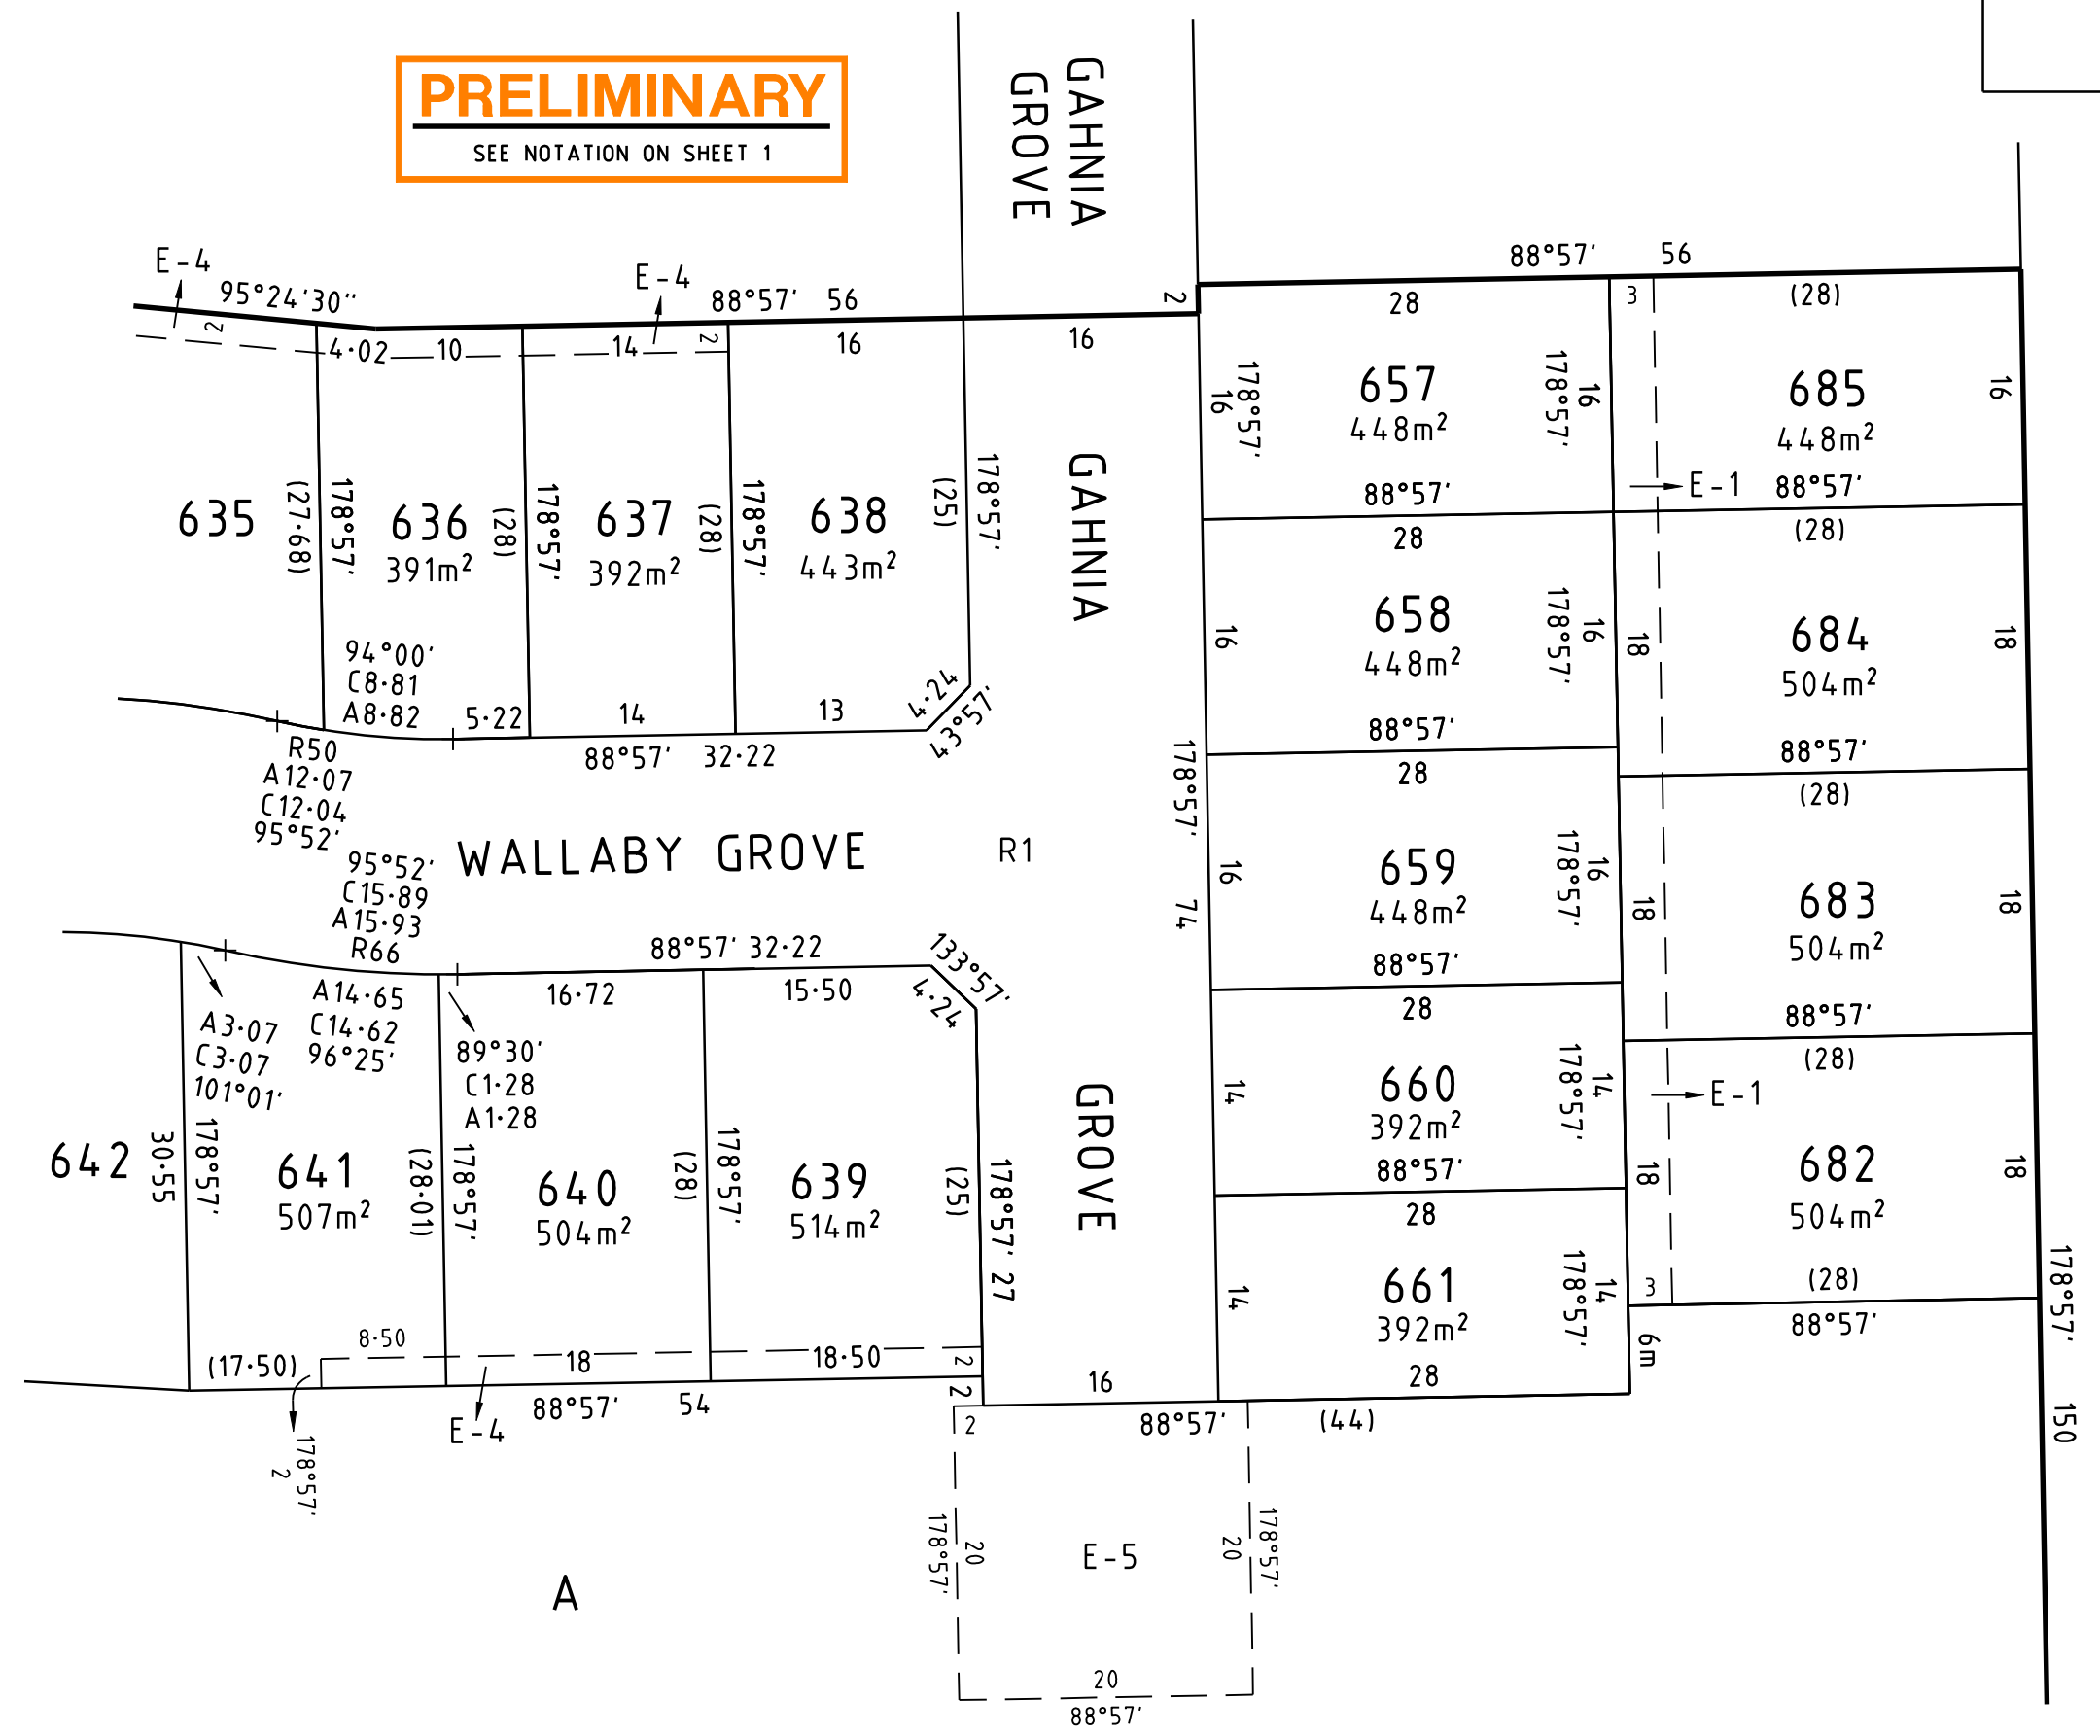 PRELIMINARY
SEE NOTATION ON SHEET 1
GAHNIA
GROVE
E-4
95°24'30"
2
E-4
88°57' 56
2
88°57' 56
4·02
10
14
2
16
16
28
3
(28)
635
(27·68)
178°57'
636
391m²
(28)
178°57'
637
392m²
(28)
178°57'
638
443m²
(25)
178°57'
94°00'
C8·81
A8·82
5·22
14
13
4·24
43°57'
88°57' 32·22
R50
A12·07
C12·04
95°52'
GAHNIA
GROVE
178°57'
74
16
178°57'
657
448m²
178°57'
16
88°57'
685
448m²
16
E-1
88°57'
28
16
658
448m²
178°57'
16
88°57'
(28)
18
684
504m²
18
88°57'
28
16
659
448m²
178°57'
16
88°57'
(28)
18
683
504m²
18
88°57'
28
14
660
392m²
178°57'
14
88°57'
(28)
E-1
18
682
504m²
18
3
(28)
88°57'
28
14
661
392m²
178°57'
14
28
6m
178°57'
150
WALLABY GROVE
R1
95°52'
C15·89
A15·93
R66
88°57' 32·22
133°57'
4·24
A14·65
C14·62
96°25'
16·72
15·50
A3·07
C3·07
101°01'
89°30'
C1·28
A1·28
642
30·55
178°57'
641
507m²
(28·01)
178°57'
640
504m²
(28)
178°57'
639
514m²
(25)
178°57' 27
8·50
(17·50)
18
18·50
2
2
16
88°57' 54
E-4
178°57'
2
2
88°57' (44)
178°57'
20
E-5
20
178°57'
A
20
88°57'